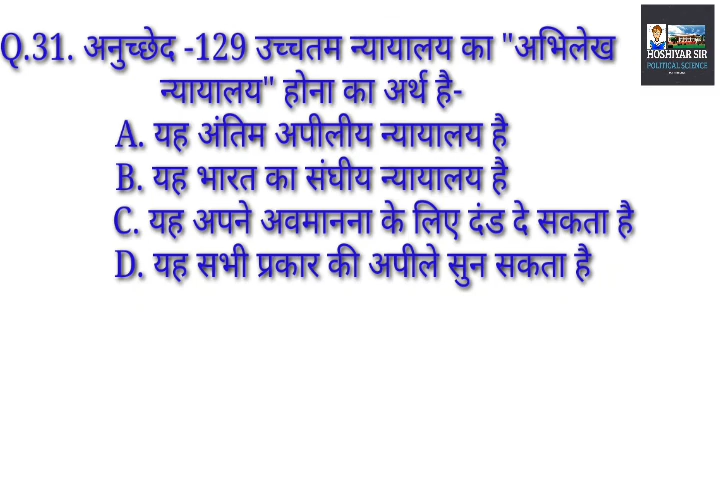 Q.31. अनुच्छेद -129 उच्चतम न्यायालय का "अभिलेख
न्यायालय" होना का अर्थ है-
A. यह अंतिम अपीलीय न्यायालय है
B. यह भारत का संघीय न्यायालय है
C. यह अपने अवमानना के लिए दंड दे सकता है
D. यह सभी प्रकार की अपीले सुन सकता है
HOSHIYAR SIR
POLITICAL SCIENCE